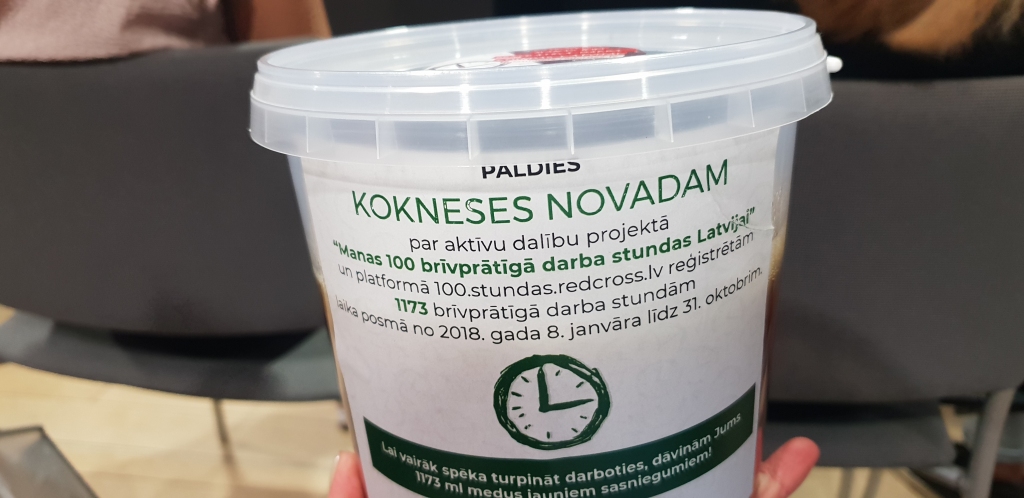 PALDIES
KOKNESES NOVADAM
par aktīvu dalību projektā
"Manas 100 brīvprātīgā darba stundas Latvijai"
un platformā 100.stundas.redcross.lv reģistrētām
1173 brīvprātīgā darba stundām
laika posmā no 2018. gada 8. janvāra līdz 31. oktobrim.
Lai vairāk spēka turpināt darboties, dāvinām Jums
1173 ml medus jauniem sasniegumiem!